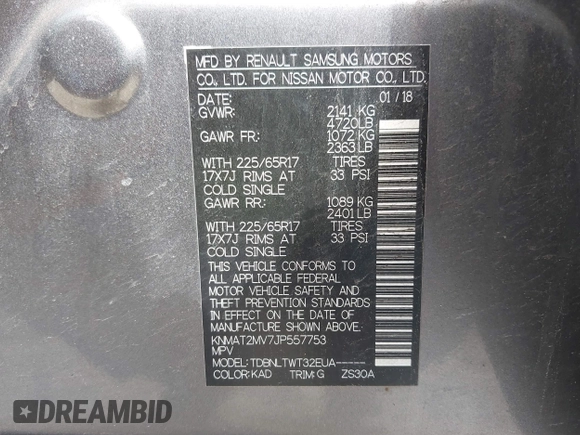 MFD BY RENAULT SAMSUNG MOTORS
CO., LTD. FOR NISSAN MOTOR CO., LTD.
DATE: 01/18
GVWR: 2141 KG
4720LB
GAWR FR: 1072 KG
2363LB
WITH 225/65R17 TIRES
17X7J RIMS AT 33 PSI
COLD SINGLE
GAWR RR: 1089 KG
2401LB
WITH 225/65R17 TIRES
17X7J RIMS AT 33 PSI
COLD SINGLE
THIS VEHICLE CONFORMS TO
ALL APPLICABLE FEDERAL
MOTOR VEHICLE SAFETY AND
THEFT PREVENTION STANDARDS
IN EFFECT ON THE DATE OF
MANUFACTURE SHOWN ABOVE.
KNMAT2MV7JP557753
MPV
MODEL: TDBNLTWT32EUA-----
COLOR: KAD TRIM: G ZS30A
DREAMBID